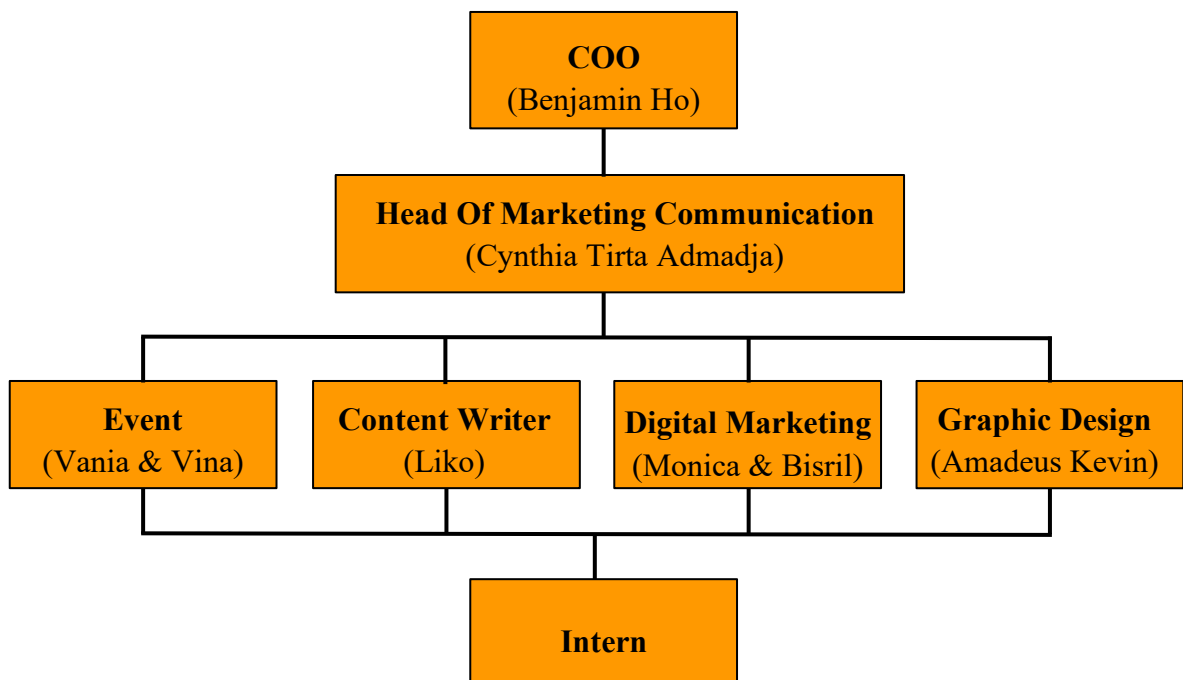 COO
(Benjamin Ho)
Head Of Marketing Communication
(Cynthia Tirta Admadja)
Event
(Vania & Vina)
Content Writer
(Liko)
Digital Marketing
(Monica & Bisril)
Graphic Design
(Amadeus Kevin)
Intern